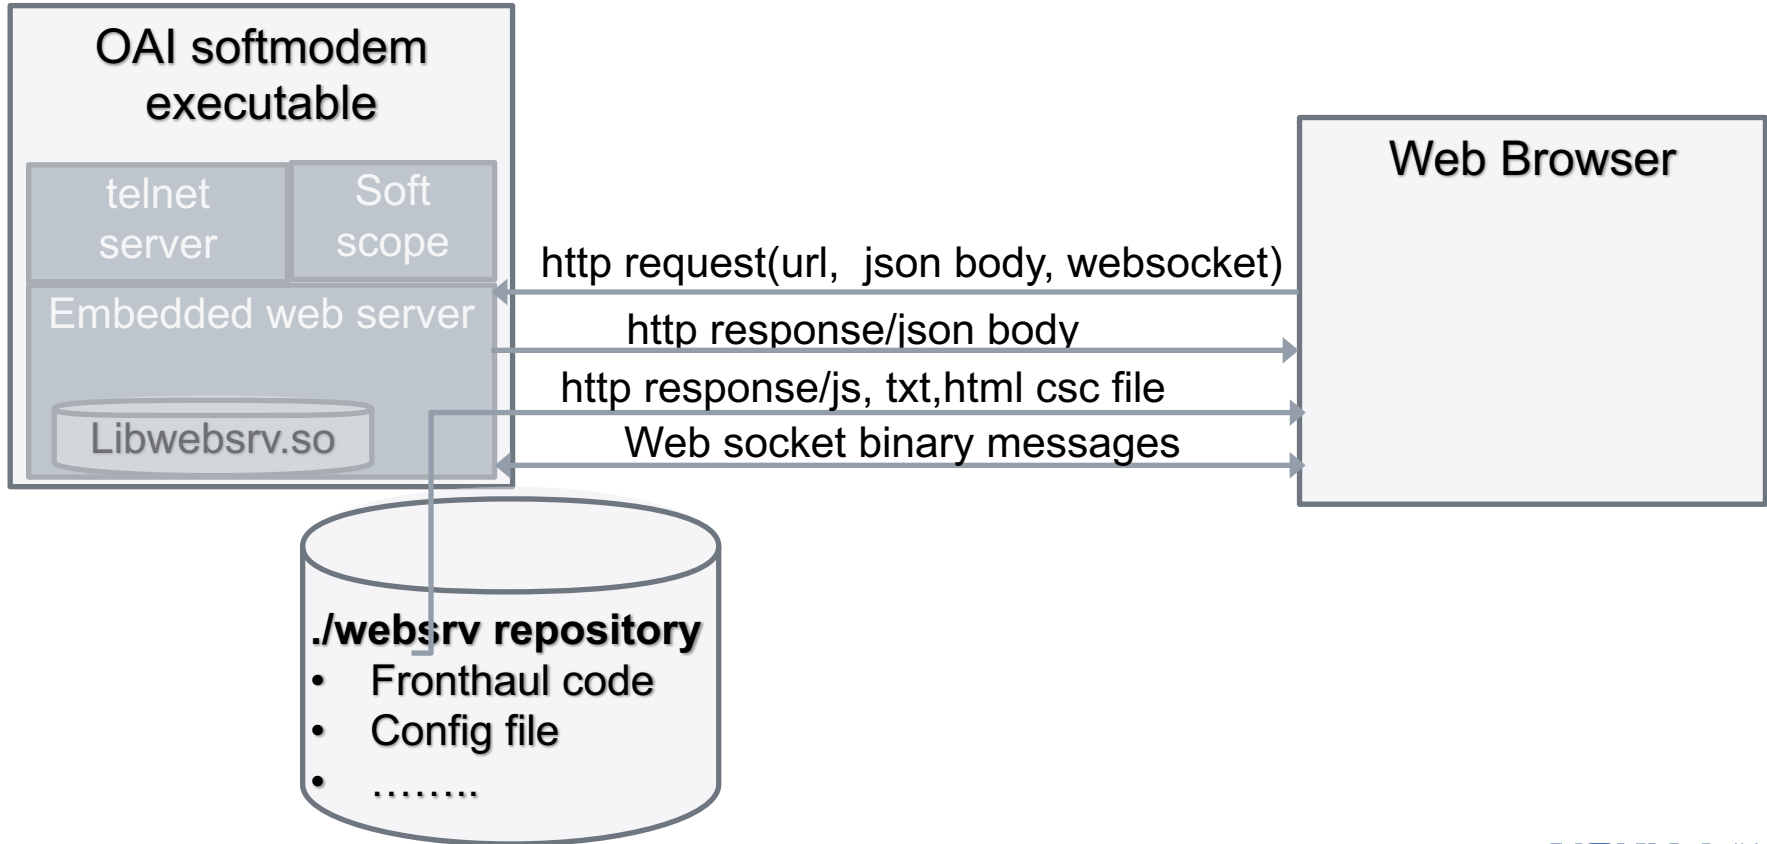 OAI softmodem
executable
telnet
server
Soft
scope
Embedded web server
Libwebsrv.so
http request(url, json body, websocket)
http response/json body
http response/js, txt,html csc file
Web socket binary messages
Web Browser
./websrv repository
• Fronthaul code
• Config file
• ……..